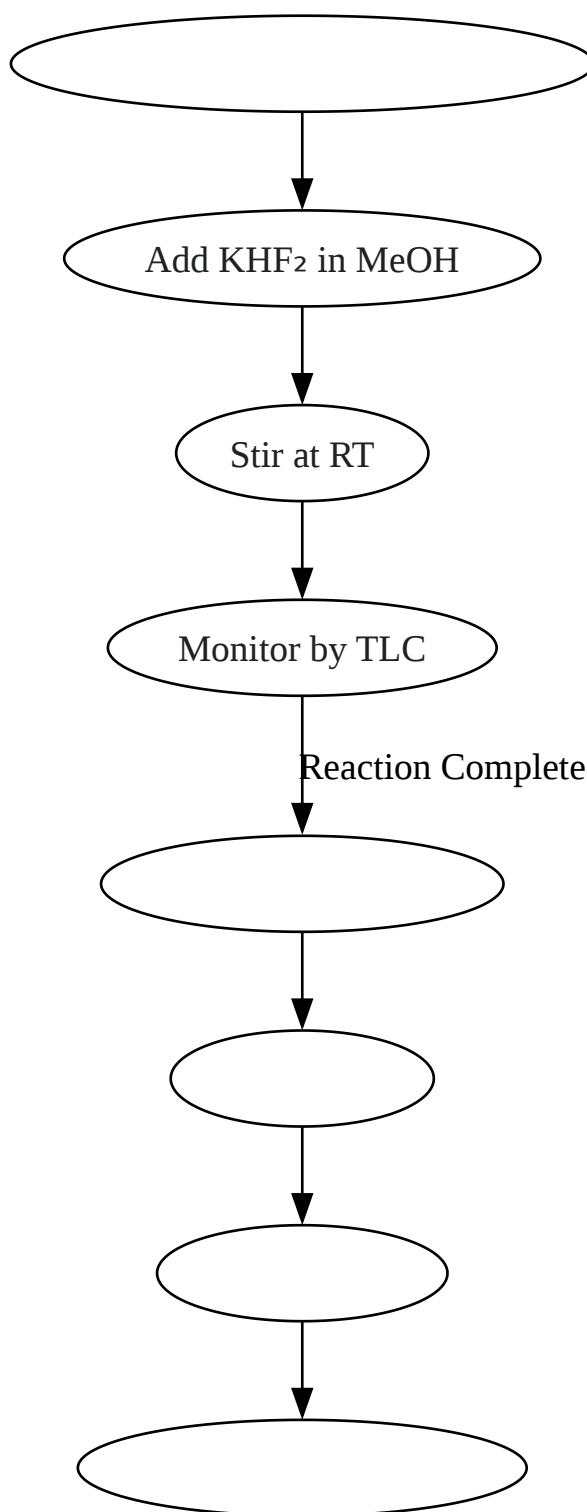 Add KHF₂ in MeOH
Stir at RT
Monitor by TLC
Reaction Complete